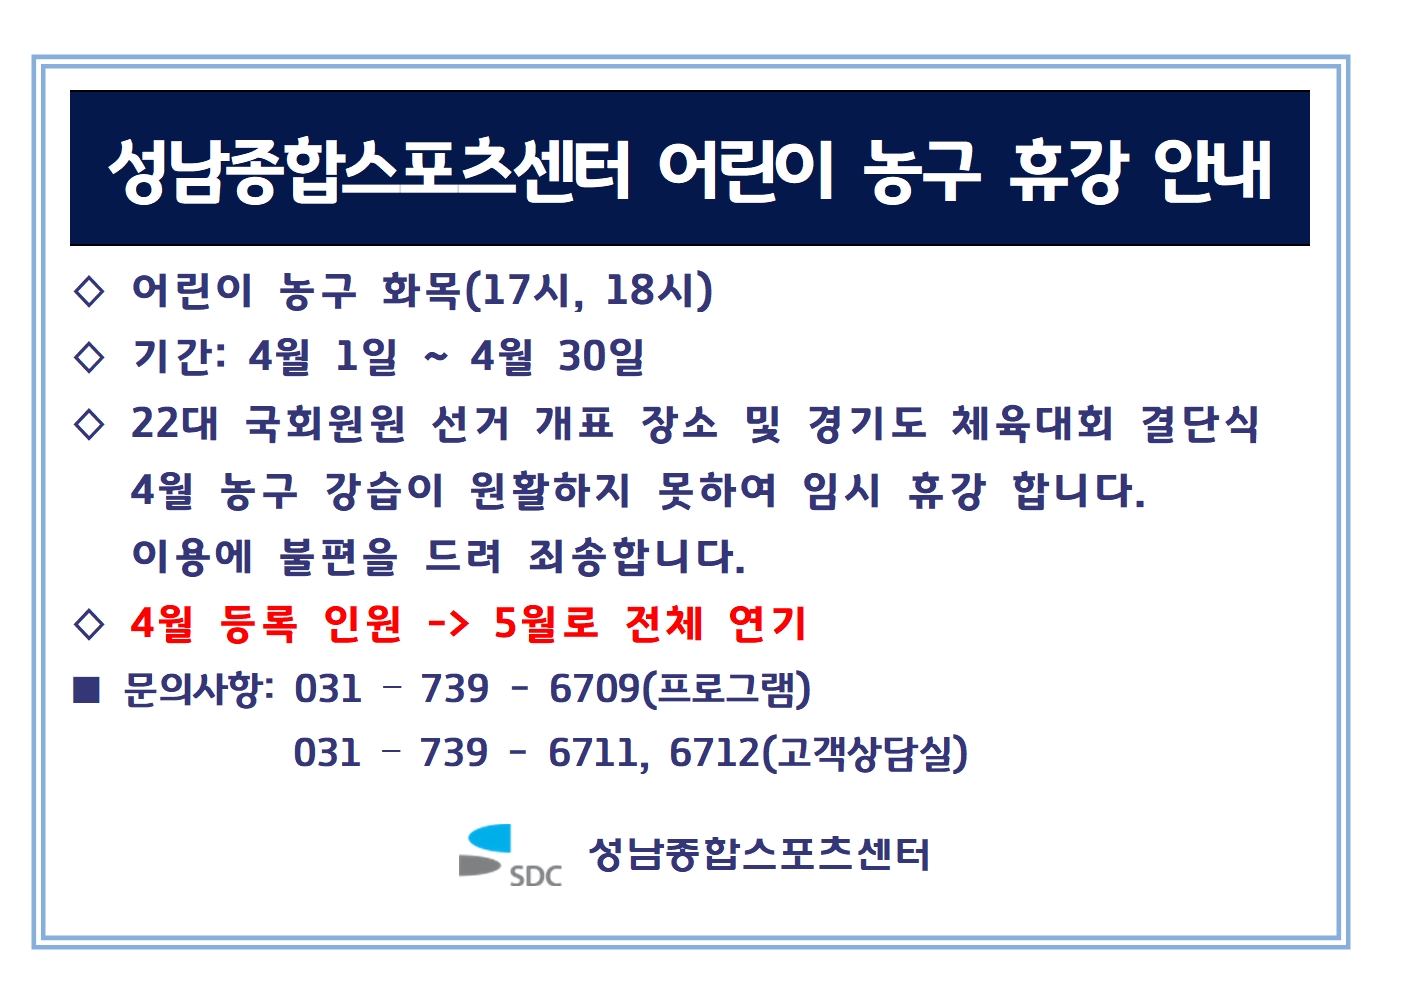 성남종합스포츠센터 어린이 농구 휴강 안내
◇ 어린이 농구 화목(17시, 18시)
◇ 기간: 4월 1일 ~ 4월 30일
◇ 22대 국회원원 선거 개표 장소 및 경기도 체육대회 결단식
4월 농구 강습이 원활하지 못하여 임시 휴강 합니다.
이용에 불편을 드려 죄송합니다.
◇ 4월 등록 인원 -> 5월로 전체 연기
■ 문의사항: 031 - 739 - 6709(프로그램)
031 - 739 - 6711, 6712(고객상담실)
SDC 성남종합스포츠센터